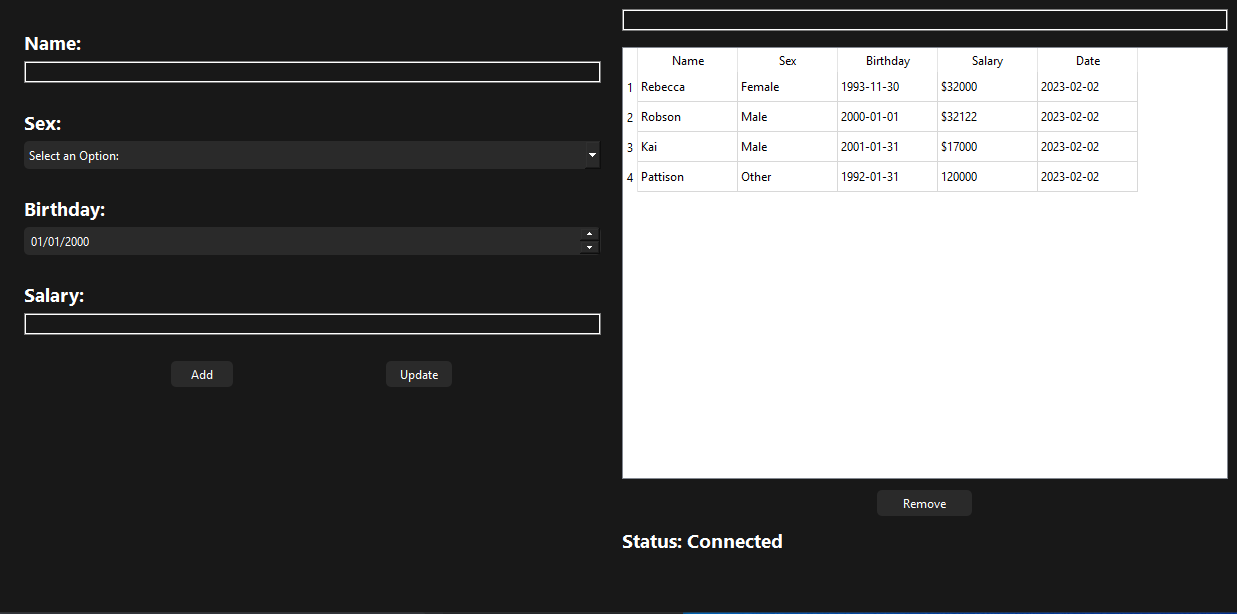 Name:
Sex:
Select an Option:
Birthday:
01/01/2000
Salary:
Add Update
Name Sex Birthday Salary Date
1 Rebecca Female 1993-11-30 $32000 2023-02-02
2 Robson Male 2000-01-01 $32122 2023-02-02
3 Kai Male 2001-01-31 $17000 2023-02-02
4 Pattison Other 1992-01-31 120000 2023-02-02
Remove
Status: Connected